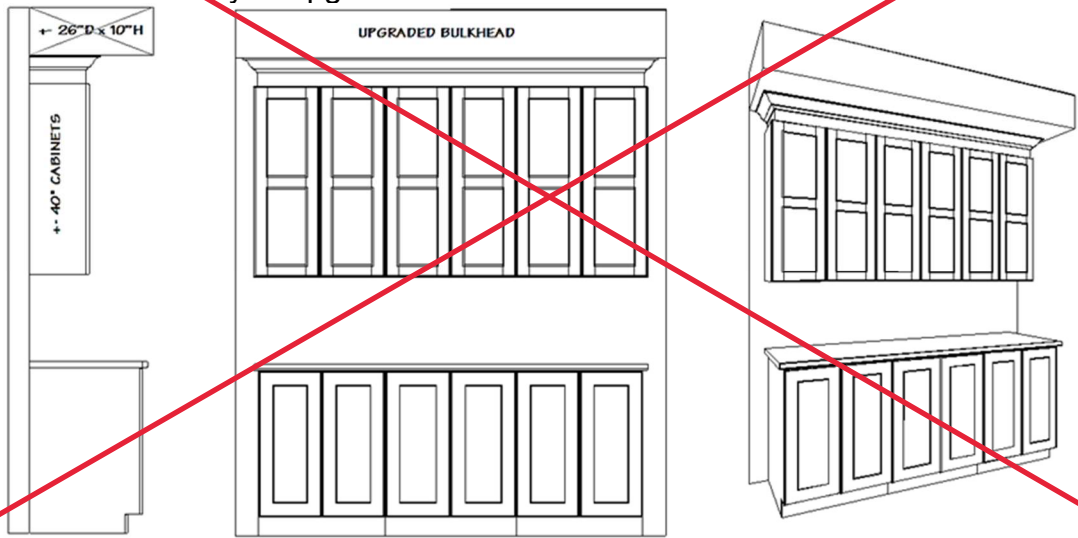 +- 26"D x 10"H
UPGRADED BULKHEAD
+- 40" CABINETS